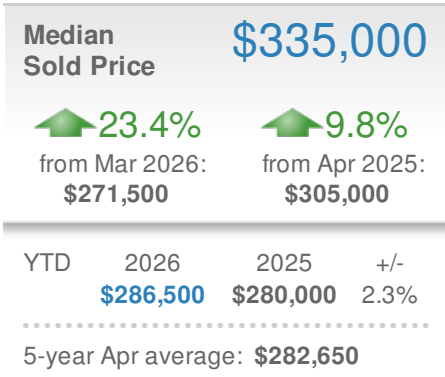 Median
Sold Price
$335,000
23.4% 9.8%
from Mar 2026: from Apr 2025:
$271,500 $305,000
YTD 2026 2025 +/-
$286,500 $280,000 2.3%
5-year Apr average: $282,650